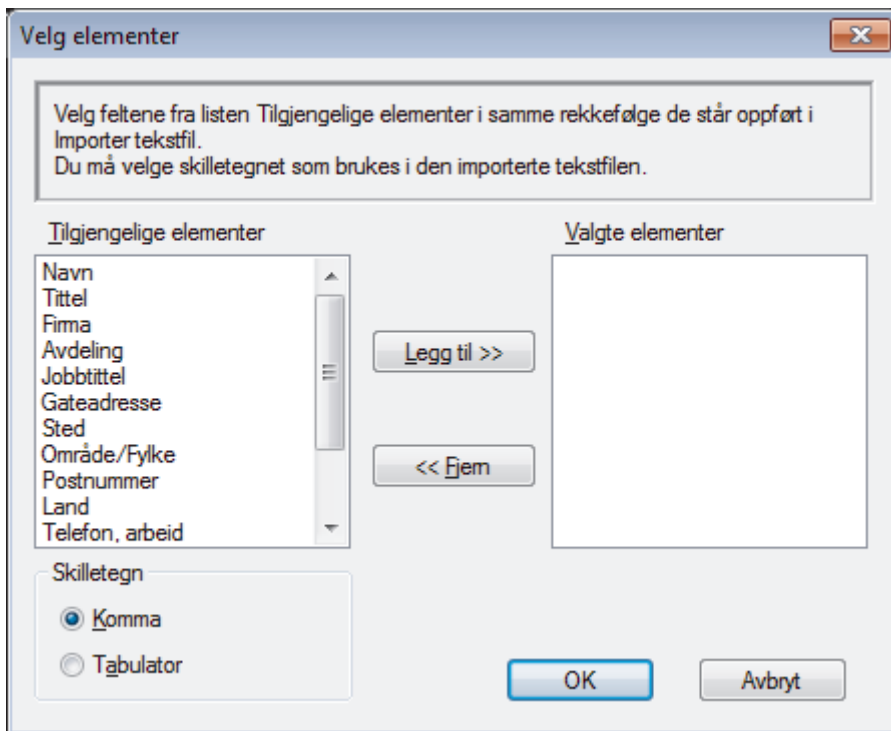 Velg elementer
Velg feltene fra listen Tilgjengelige elementer i samme rekkefølge de står oppført i
Importer tekstfil.
Du må velge skilletegnet som brukes i den importerte tekstfilen.
Tilgjengelige elementer
Valgte elementer
Navn
Tittel
Firma
Avdeling
Jobbtittel
Gateadresse
Sted
Område/Fylke
Postnummer
Land
Telefon, arbeid
Legg til >>
<< Fjern
Skilletegn
Komma
Tabulator
OK
Avbryt